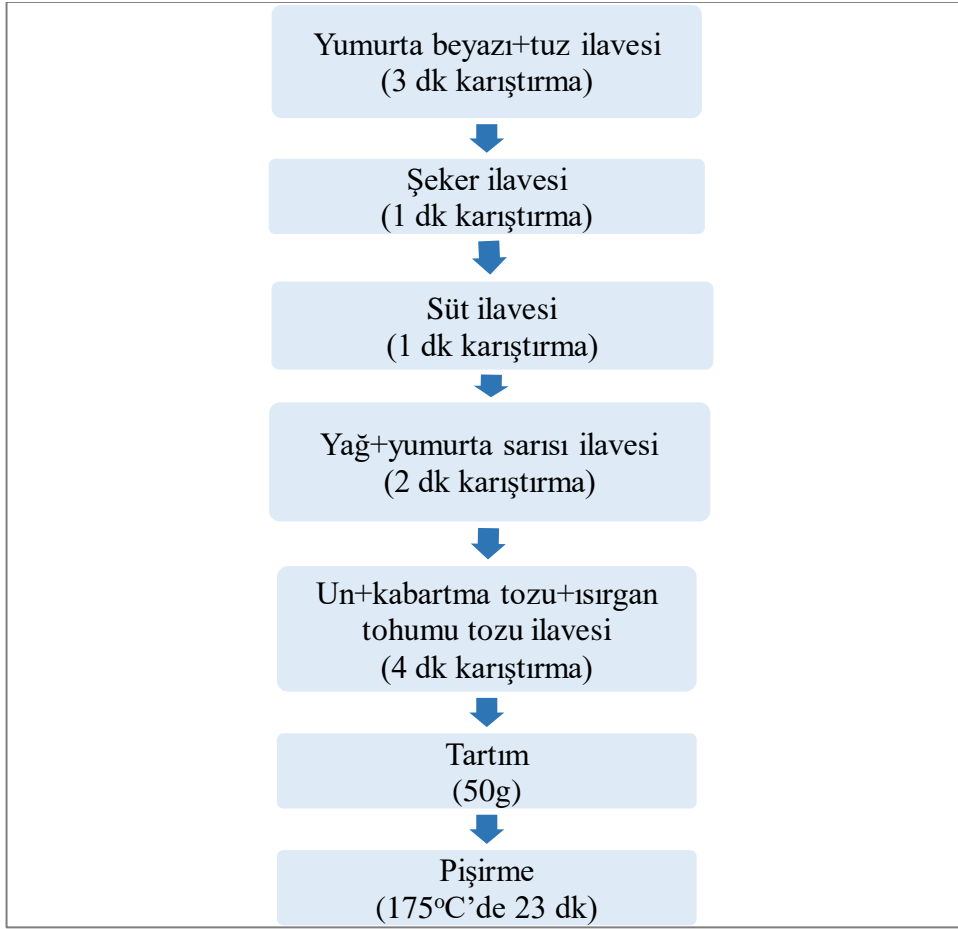 Yumurta beyazı+tuz ilavesi
(3 dk karıştırma)
Şeker ilavesi
(1 dk karıştırma)
Süt ilavesi
(1 dk karıştırma)
Yağ+yumurta sarısı ilavesi
(2 dk karıştırma)
Un+kabartma tozu+ısırgan
tohumu tozu ilavesi
(4 dk karıştırma)
Tartım
(50g)
Pişirme
(175°C’de 23 dk)